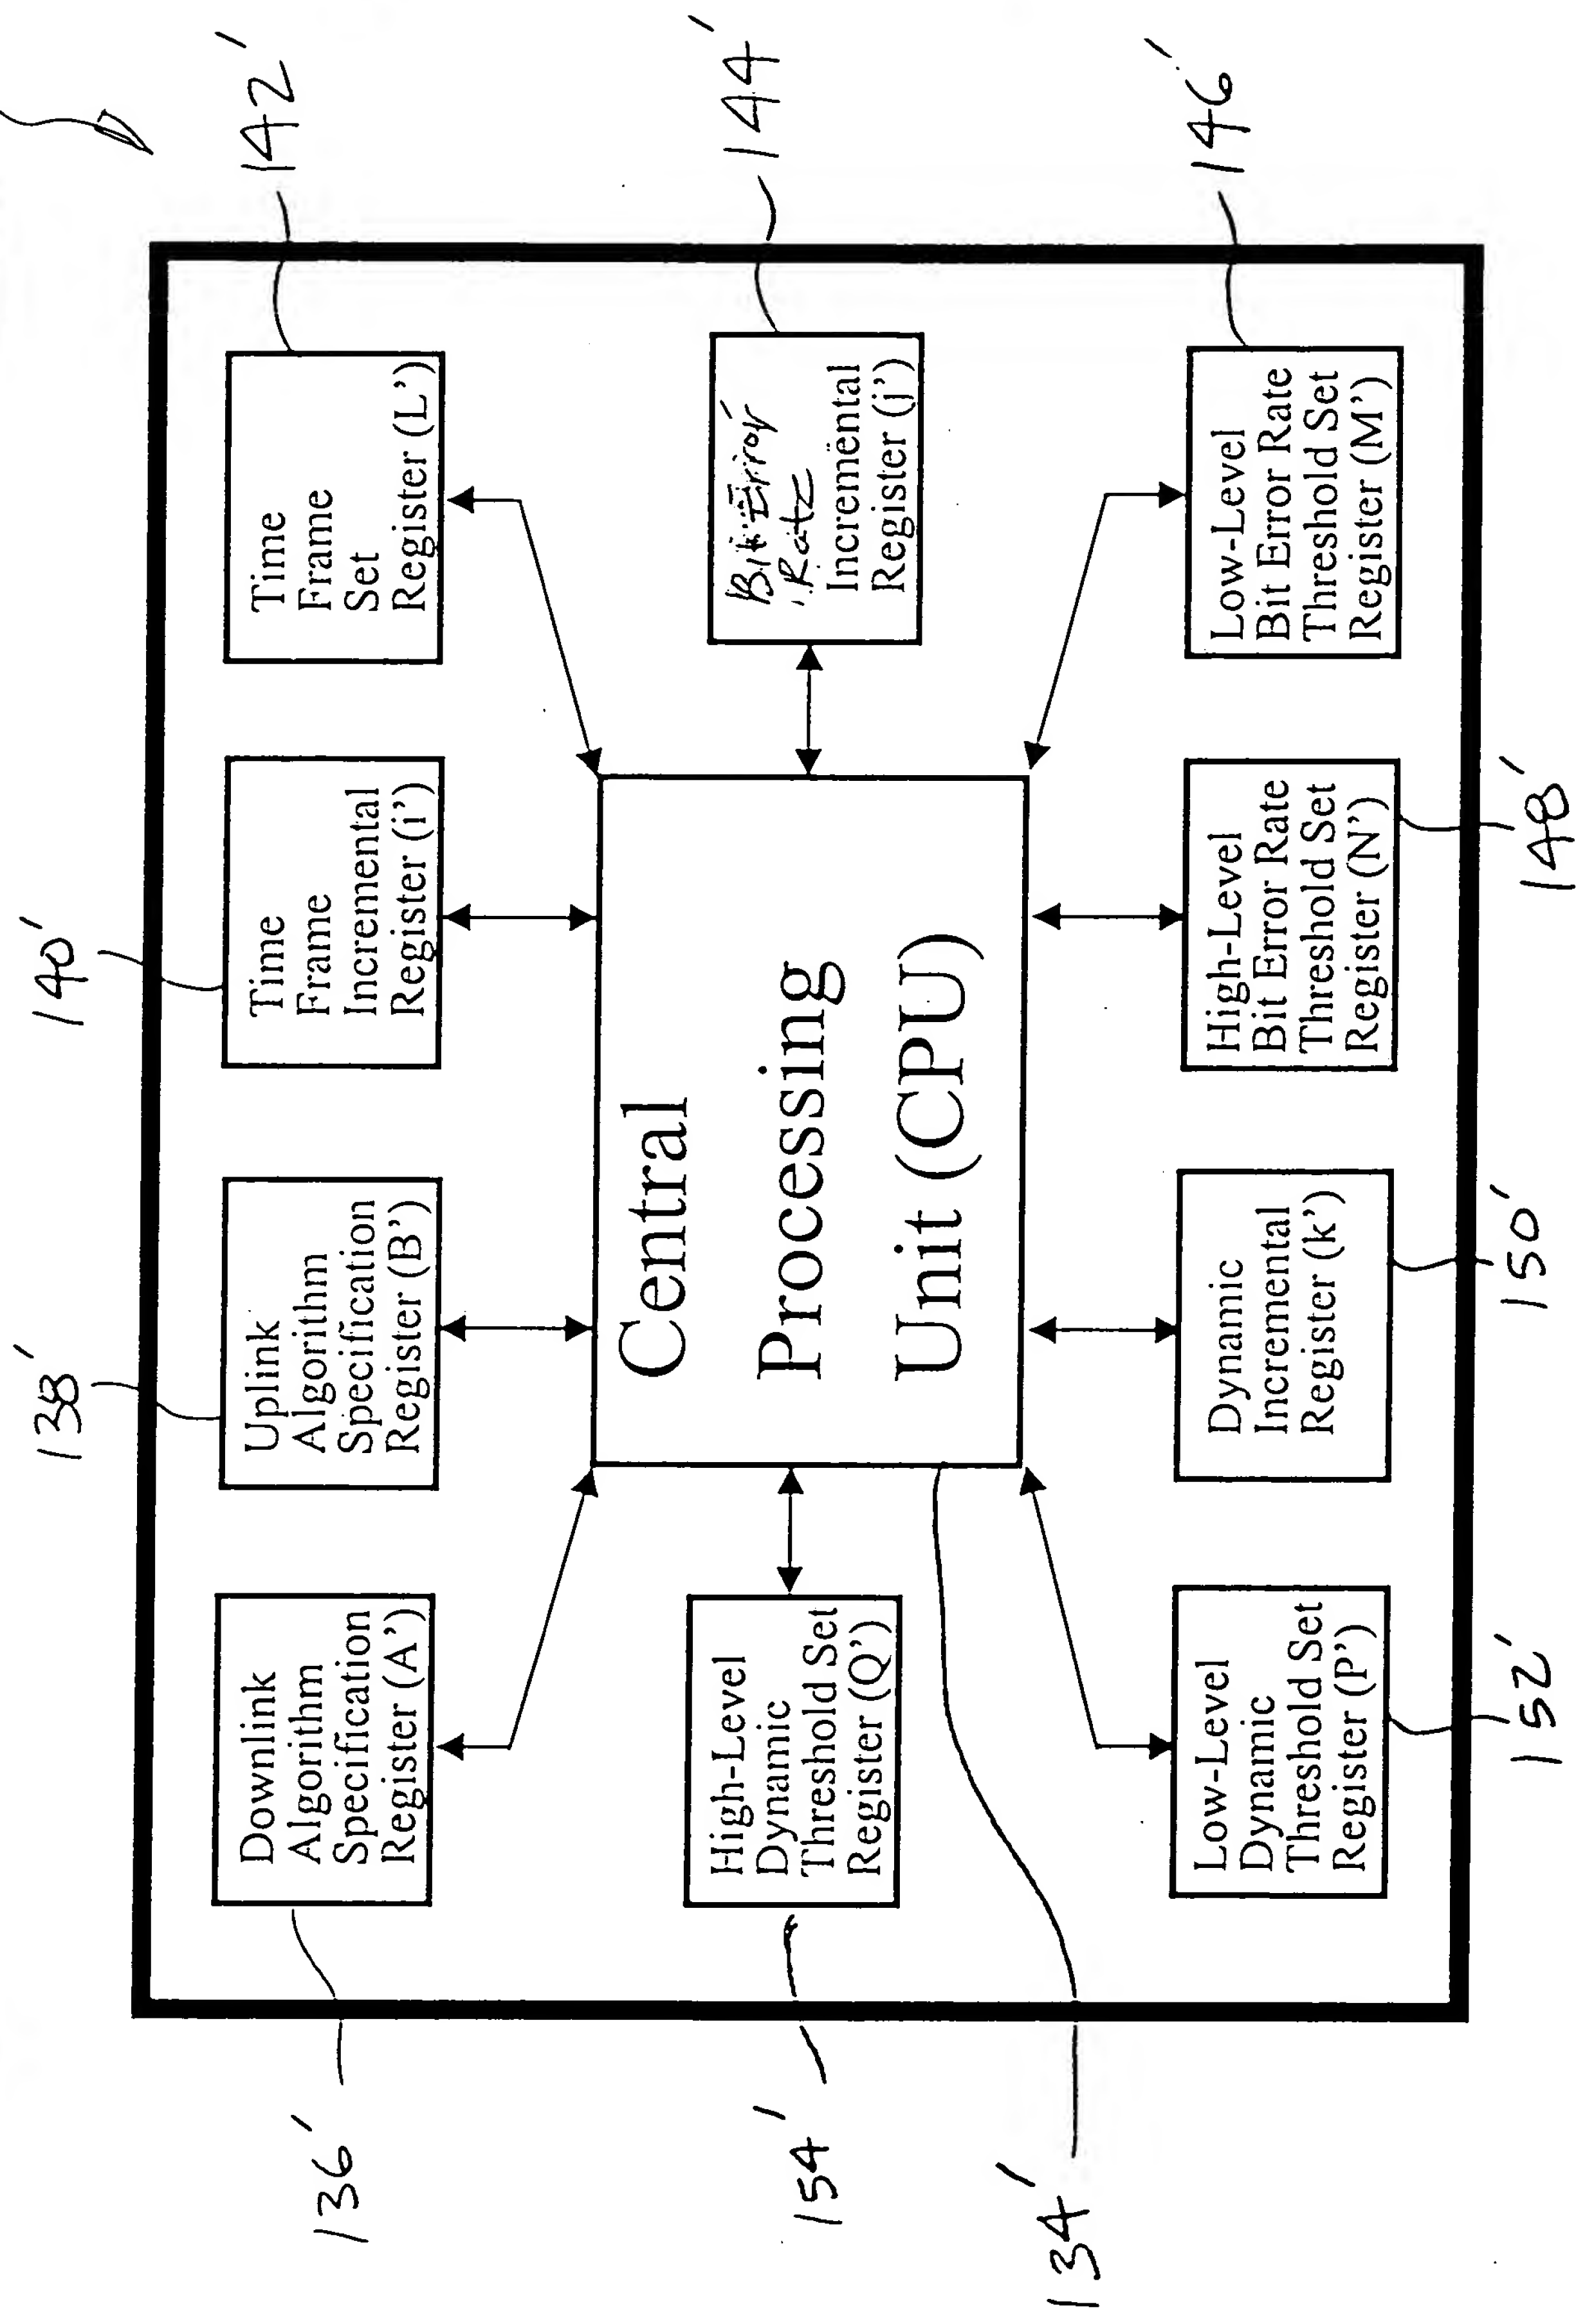 138'
140'
Downlink
Algorithm
Specification
Register (A')
Uplink
Algorithm
Specification
Register (B')
Time
Frame
Incremental
Register (i')
Time
Frame
Set
Register (L')
136'
142'
High-Level
Dynamic
Threshold Set
Register (Q')
Central
Processing
Unit (CPU)
Bit Error
Rate
Incremental
Register (j')
154'
144'
134'
Low-Level
Dynamic
Threshold Set
Register (P')
Dynamic
Incremental
Register (k')
High-Level
Bit Error Rate
Threshold Set
Register (N')
Low-Level
Bit Error Rate
Threshold Set
Register (M')
146'
152'
150'
148'